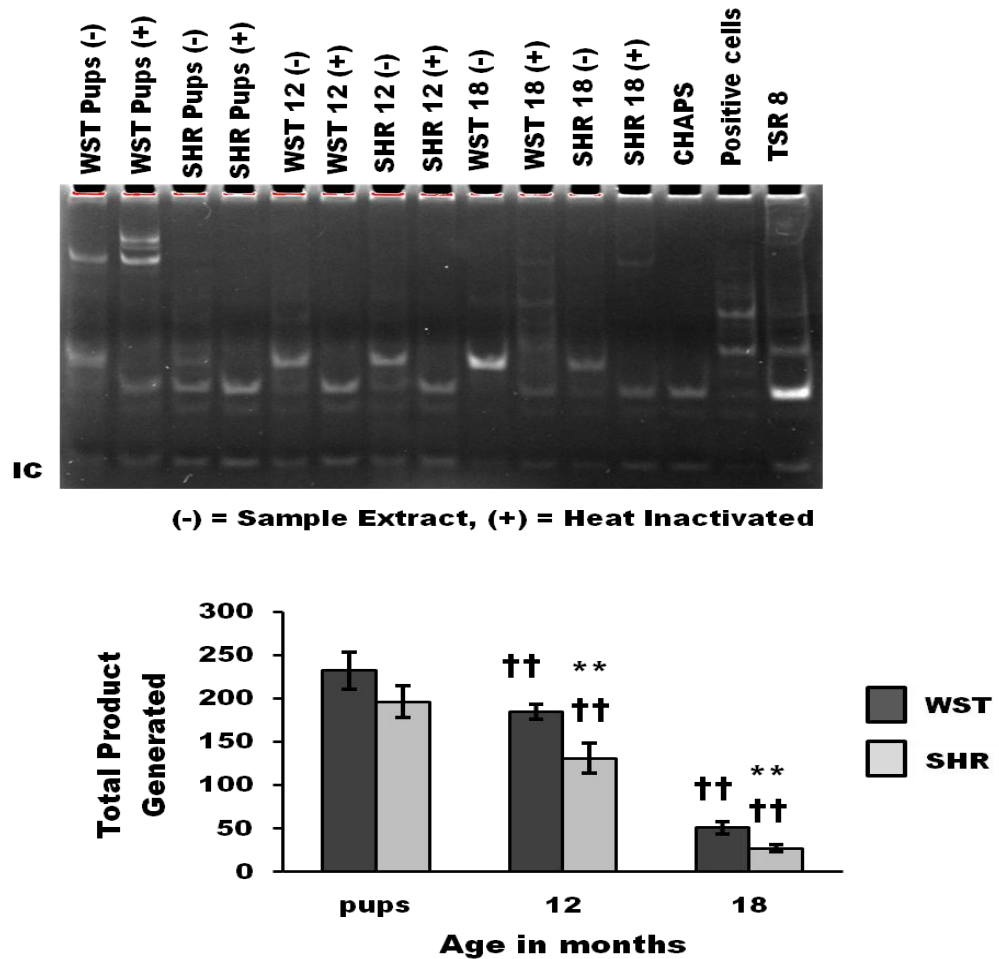 WST Pups (-)
WST Pups (+)
SHR Pups (-)
SHR Pups (+)
WST 12 (-)
WST 12 (+)
SHR 12 (-)
SHR 12 (+)
WST 18 (-)
WST 18 (+)
SHR 18 (-)
SHR 18 (+)
CHAPS
Positive cells
TSR 8
IC
(-) = Sample Extract, (+) = Heat Inactivated
Total Product
Generated
300
250
200
150
100
50
0
†† **
††
†† **
††
WST
SHR
pups 12 18
Age in months